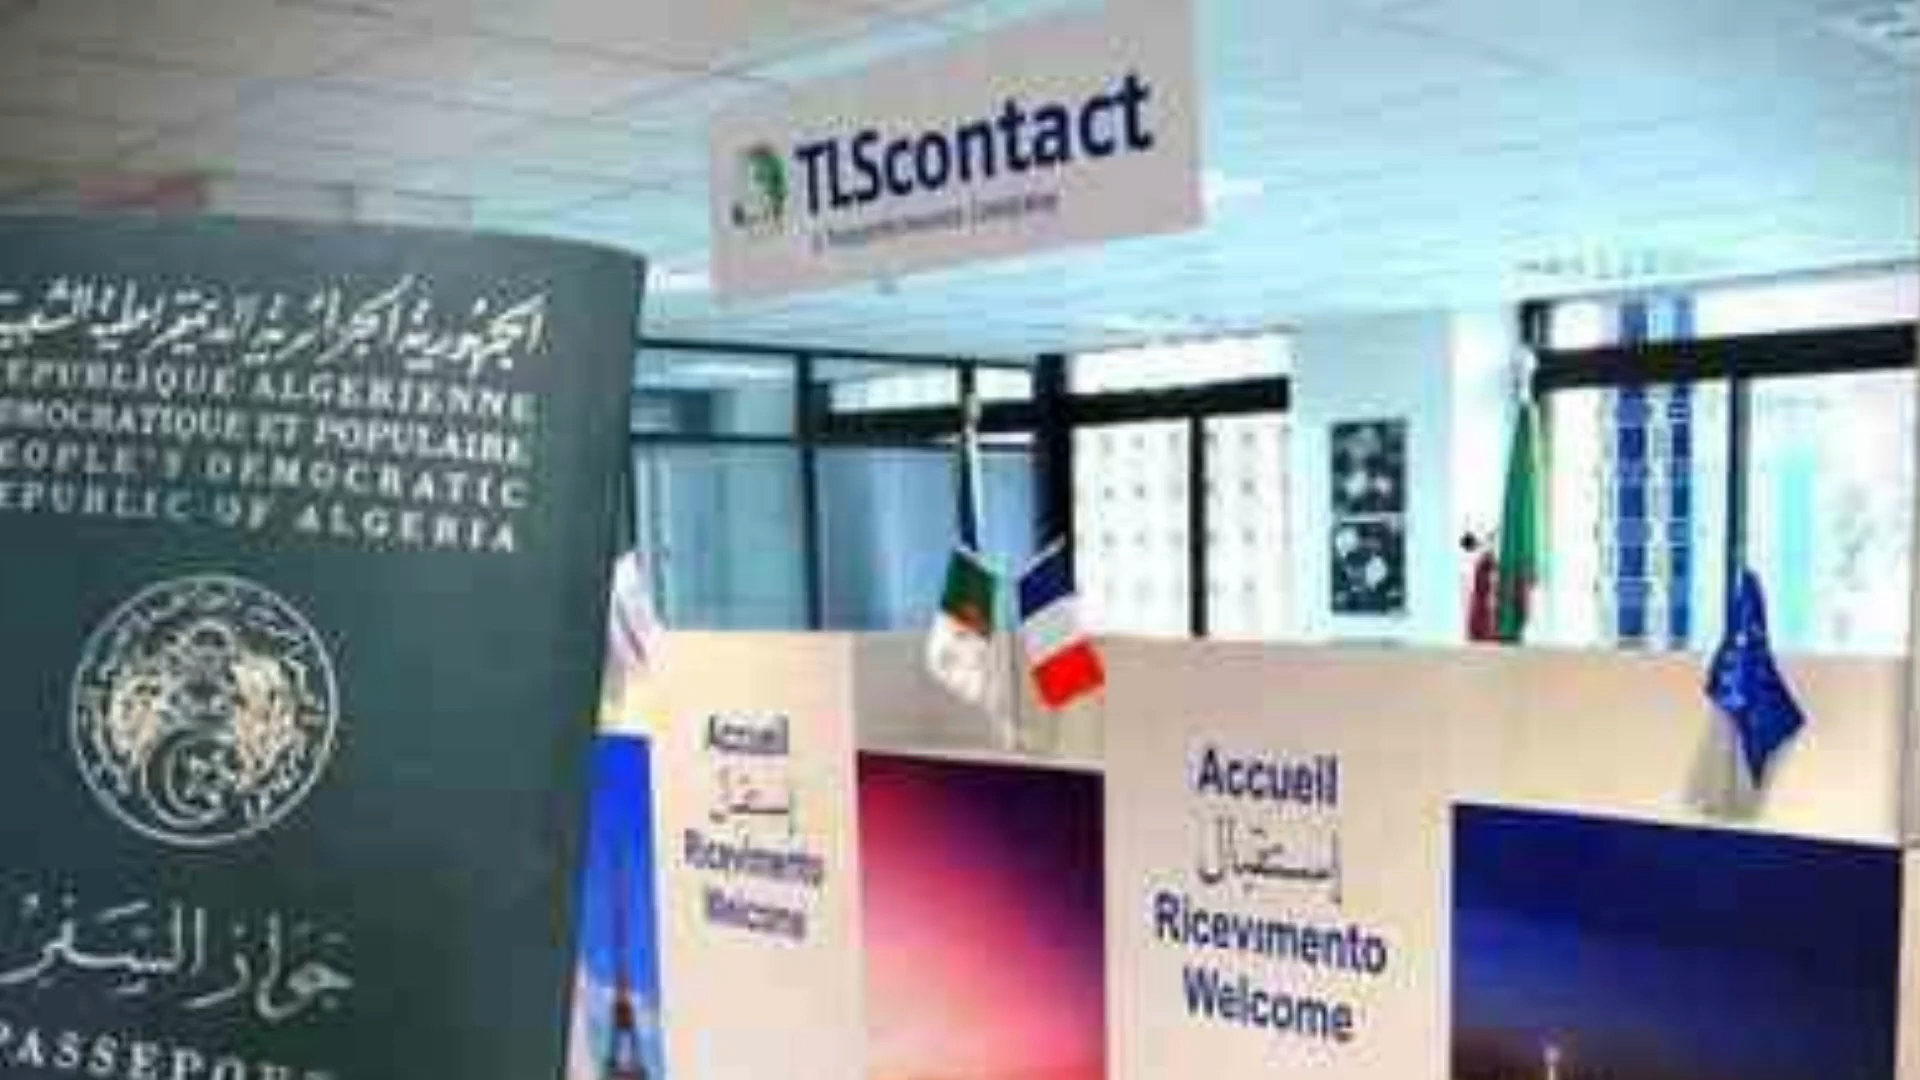 TLScontact
الجمهورية الجزائرية الديمقراطية الشعبية
EPUBLIQUE ALGERIENNE
EMOCRATIQUE ET POPULAIRE
EOPLE'S DEMOCRATIC
EPUBLIC OF ALGERIA
جواز السفر
PASSEPORT
Accueil
إستقبال
Ricevimento
Welcome
Accueil
إستقبال
Ricevimento
Welcome